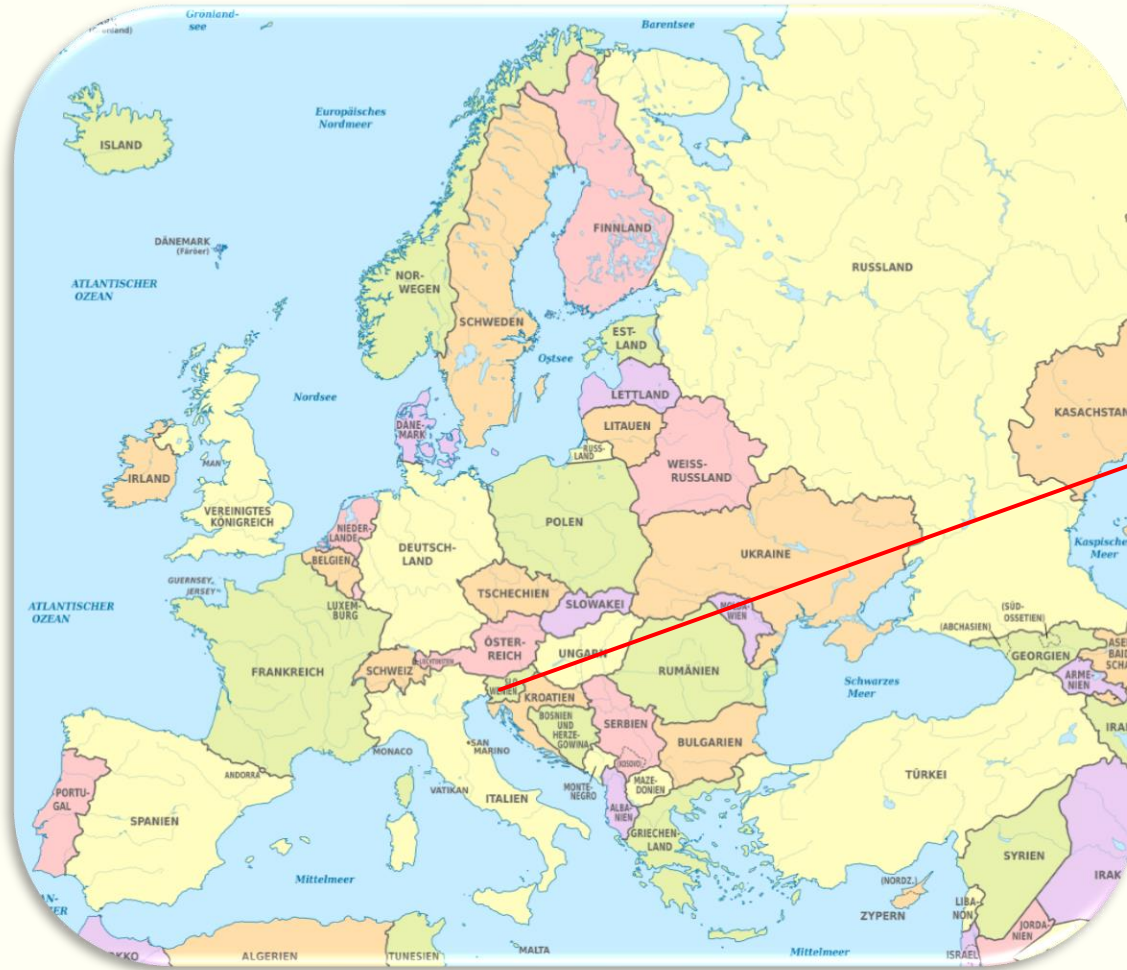 Grönland-
see
Barentsee
Europäisches
Nordmeer
ISLAND
FINNLAND
DÄNEMARK
(Färöer)
NOR-
WEGEN
RUSSLAND
ATLANTISCHER
OZEAN
SCHWEDEN
EST-
LAND
Ostsee
Nordsee
LETTLAND
KASACHSTAN
DÄNE-
MARK
LITAUEN
RUSS-
LAND
WEISS-
RUSSLAND
MAN
IRLAND
VEREINIGTES
KÖNIGREICH
POLEN
NIEDER-
LANDE
DEUTSCH-
LAND
UKRAINE
Kaspisches
Meer
BELGIEN
GUERNSEY
JERSEY
TSCHECHIEN
LUXEM-
BURG
SLOWAKEI
ATLANTISCHER
OZEAN
(SÜD-
OSSETIEN)
(ABCHASIEN)
ÖSTER-
REICH
UNGARN
GEORGIEN
FRANKREICH
SCHWEIZ
LIECHTENSTEIN
RUMÄNIEN
ARME-
NIEN
Schwarzes
Meer
KROATIEN
BOSNIEN
UND
HERZE-
GOWINA
SERBIEN
BULGARIEN
MONACO
SAN
MARINO
KOSOVO
ANDORRA
VATIKAN
ITALIEN
MONTE-
NEGRO
MAZE-
DONIEN
TÜRKEI
PORTU-
GAL
SPANIEN
ALBA-
NIEN
GRIECHEN-
LAND
SYRIEN
IRAK
Mittelmeer
(NORDZ.)
ZYPERN
LIBA-
NON
JORDA-
NIEN
ISRAEL
MALTA
Mittelmeer
ALGERIEN
TUNESIEN